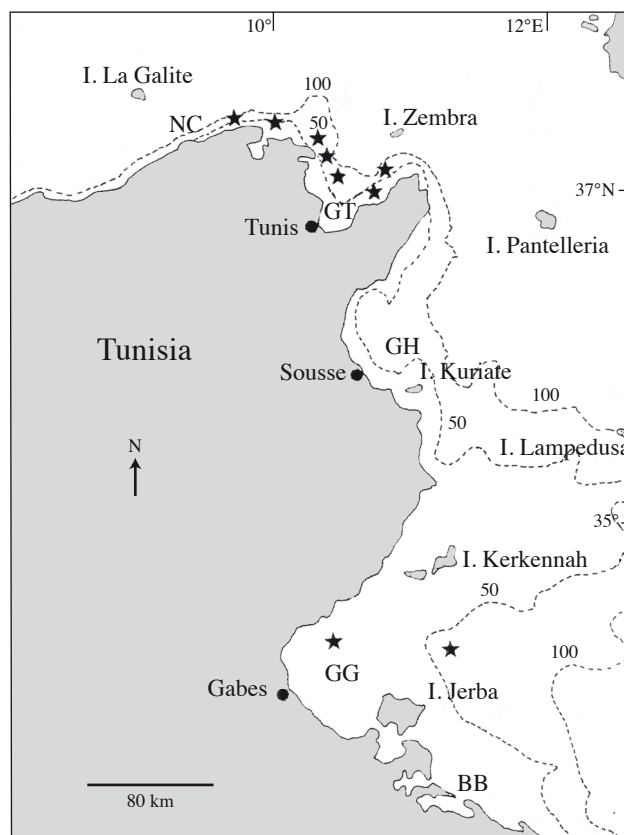 10°
12°E
I. La Galite
100
NC
50
I. Zembra
37°N
GT
Tunis
I. Pantelleria
Tunisia
GH
Sousse
I. Kuriate
100
50
N
I. Lampedusa
35°
I. Kerkennah
50
100
GG
Gabes
I. Jerba
BB
80 km